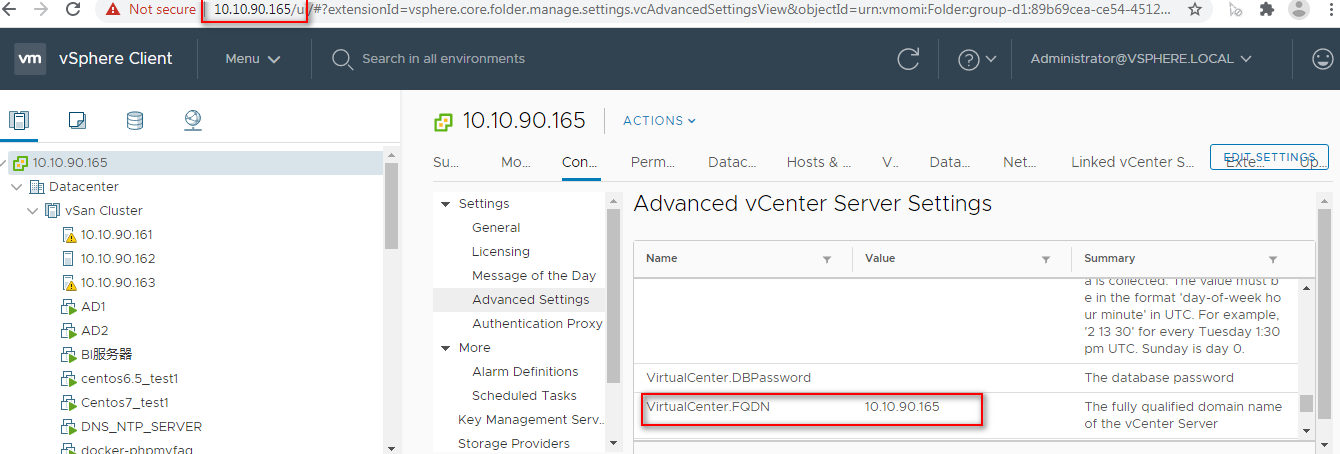 Not secure
10.10.90.165/ui/#?extensionId=vsphere.core.folder.manage.settings.vcAdvancedSettingsView&objectId=urn:vmomi:Folder:group-d1:89b69cea-ce54-4512...
vm
vSphere Client
Menu
Search in all environments
Administrator@VSPHERE.LOCAL
10.10.90.165
Datacenter
vSan Cluster
10.10.90.161
10.10.90.162
10.10.90.163
AD1
AD2
BI服务器
centos6.5_test1
Centos7_test1
DNS_NTP_SERVER
docker-phpmyfaq
10.10.90.165
ACTIONS
Su... Mo... Con... Perm... Datac... Hosts & ... V... Data... Net... Linked vCenter S... Exte... Up...
EDIT SETTINGS
Settings
General
Licensing
Message of the Day
Advanced Settings
Authentication Proxy
More
Alarm Definitions
Scheduled Tasks
Key Management Serv...
Storage Providers
Advanced vCenter Server Settings
Name Value Summary
a is collected. The value must b
e in the format 'day-of-week ho
ur minute' in UTC. For example,
'2 13 30' for every Tuesday 1:30
pm UTC. Sunday is day 0.
VirtualCenter.DBPassword The database password
VirtualCenter.FQDN 10.10.90.165 The fully qualified domain name
of the vCenter Server